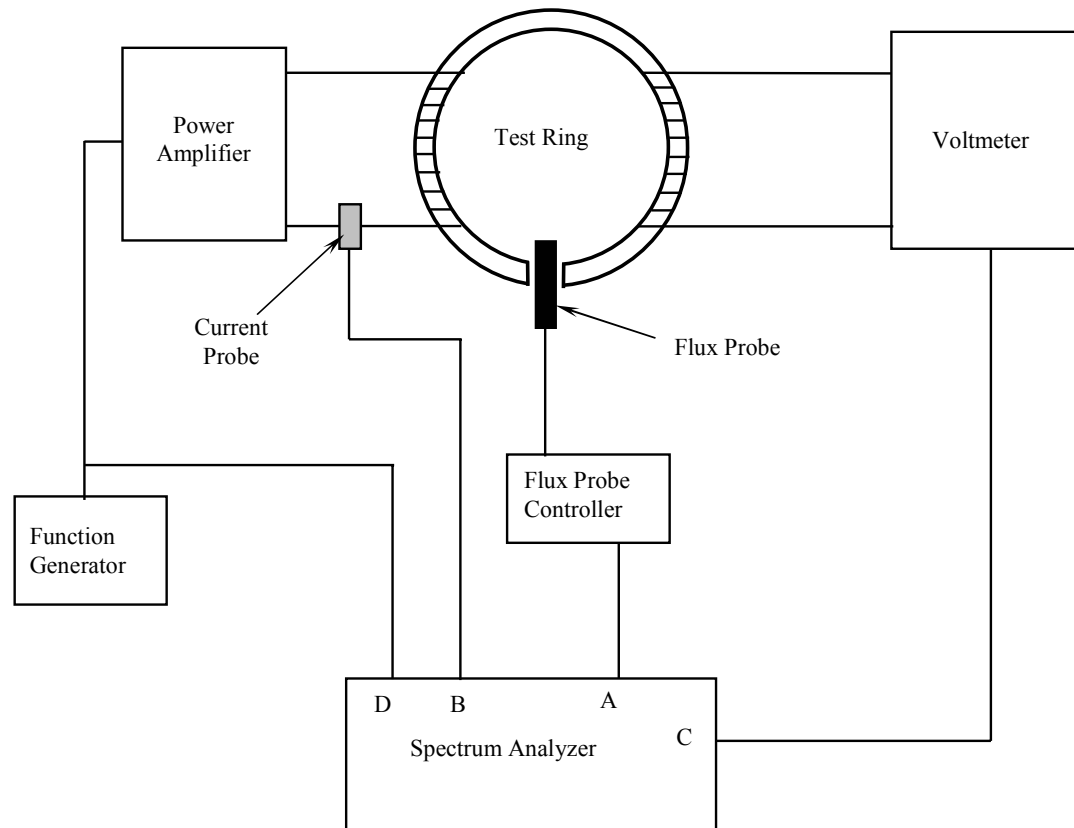 Power
Amplifier
Test Ring
Voltmeter
Current
Probe
Flux Probe
Flux Probe
Controller
Function
Generator
D
B
A
C
Spectrum Analyzer